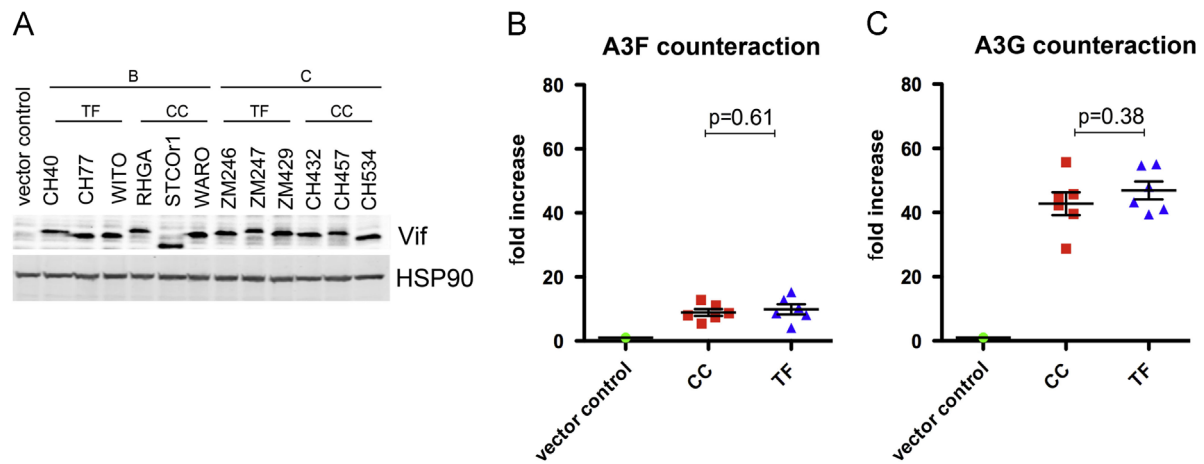 A
B
C
TF
CC
TF
CC
vector control
CH40
CH77
WITO
RHGA
STCOr1
WARO
ZM246
ZM247
ZM429
CH432
CH457
CH534
Vif
HSP90
B
A3F counteraction
fold increase
80
60
40
20
0
p=0.61
vector control
CC
TF
C
A3G counteraction
fold increase
80
60
40
20
0
p=0.38
vector control
CC
TF